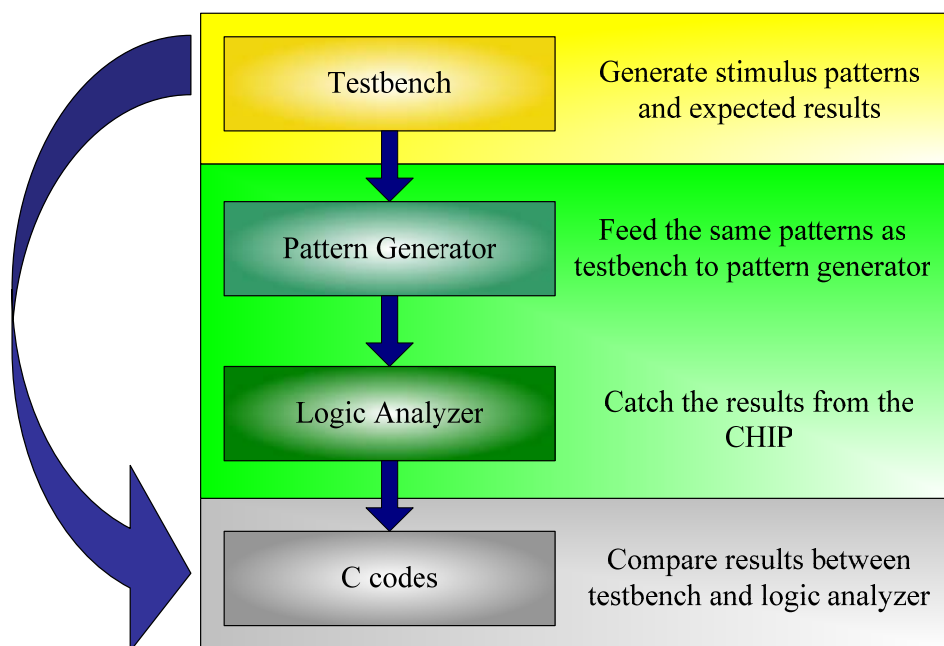 Testbench
Generate stimulus patterns
and expected results
Pattern Generator
Feed the same patterns as
testbench to pattern generator
Logic Analyzer
Catch the results from the
CHIP
C codes
Compare results between
testbench and logic analyzer